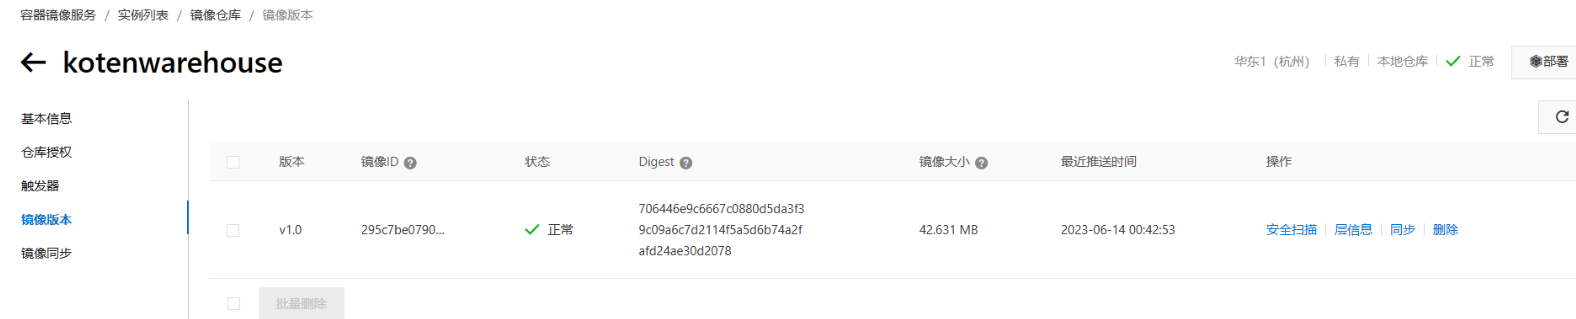 容器镜像服务 / 实例列表 / 镜像仓库 / 镜像版本
← kotenwarehouse
华东1（杭州） 私有 本地仓库 正常 部署
基本信息
仓库授权
触发器
镜像版本
镜像同步
版本 镜像ID 状态 Digest 镜像大小 最近推送时间 操作
v1.0 295c7be0790... 正常 706446e9c6667c0880d5da3f3
9c09a6c7d2114f5a5d6b74a2f
afd24ae30d2078
42.631 MB 2023-06-14 00:42:53 安全扫描 层信息 同步 删除
批量删除